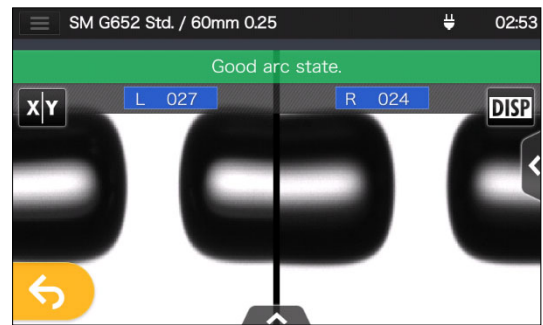 SM G652 Std. / 60mm 0.25 02:53
Good arc state.
L 027 R 024
X|Y
DISP